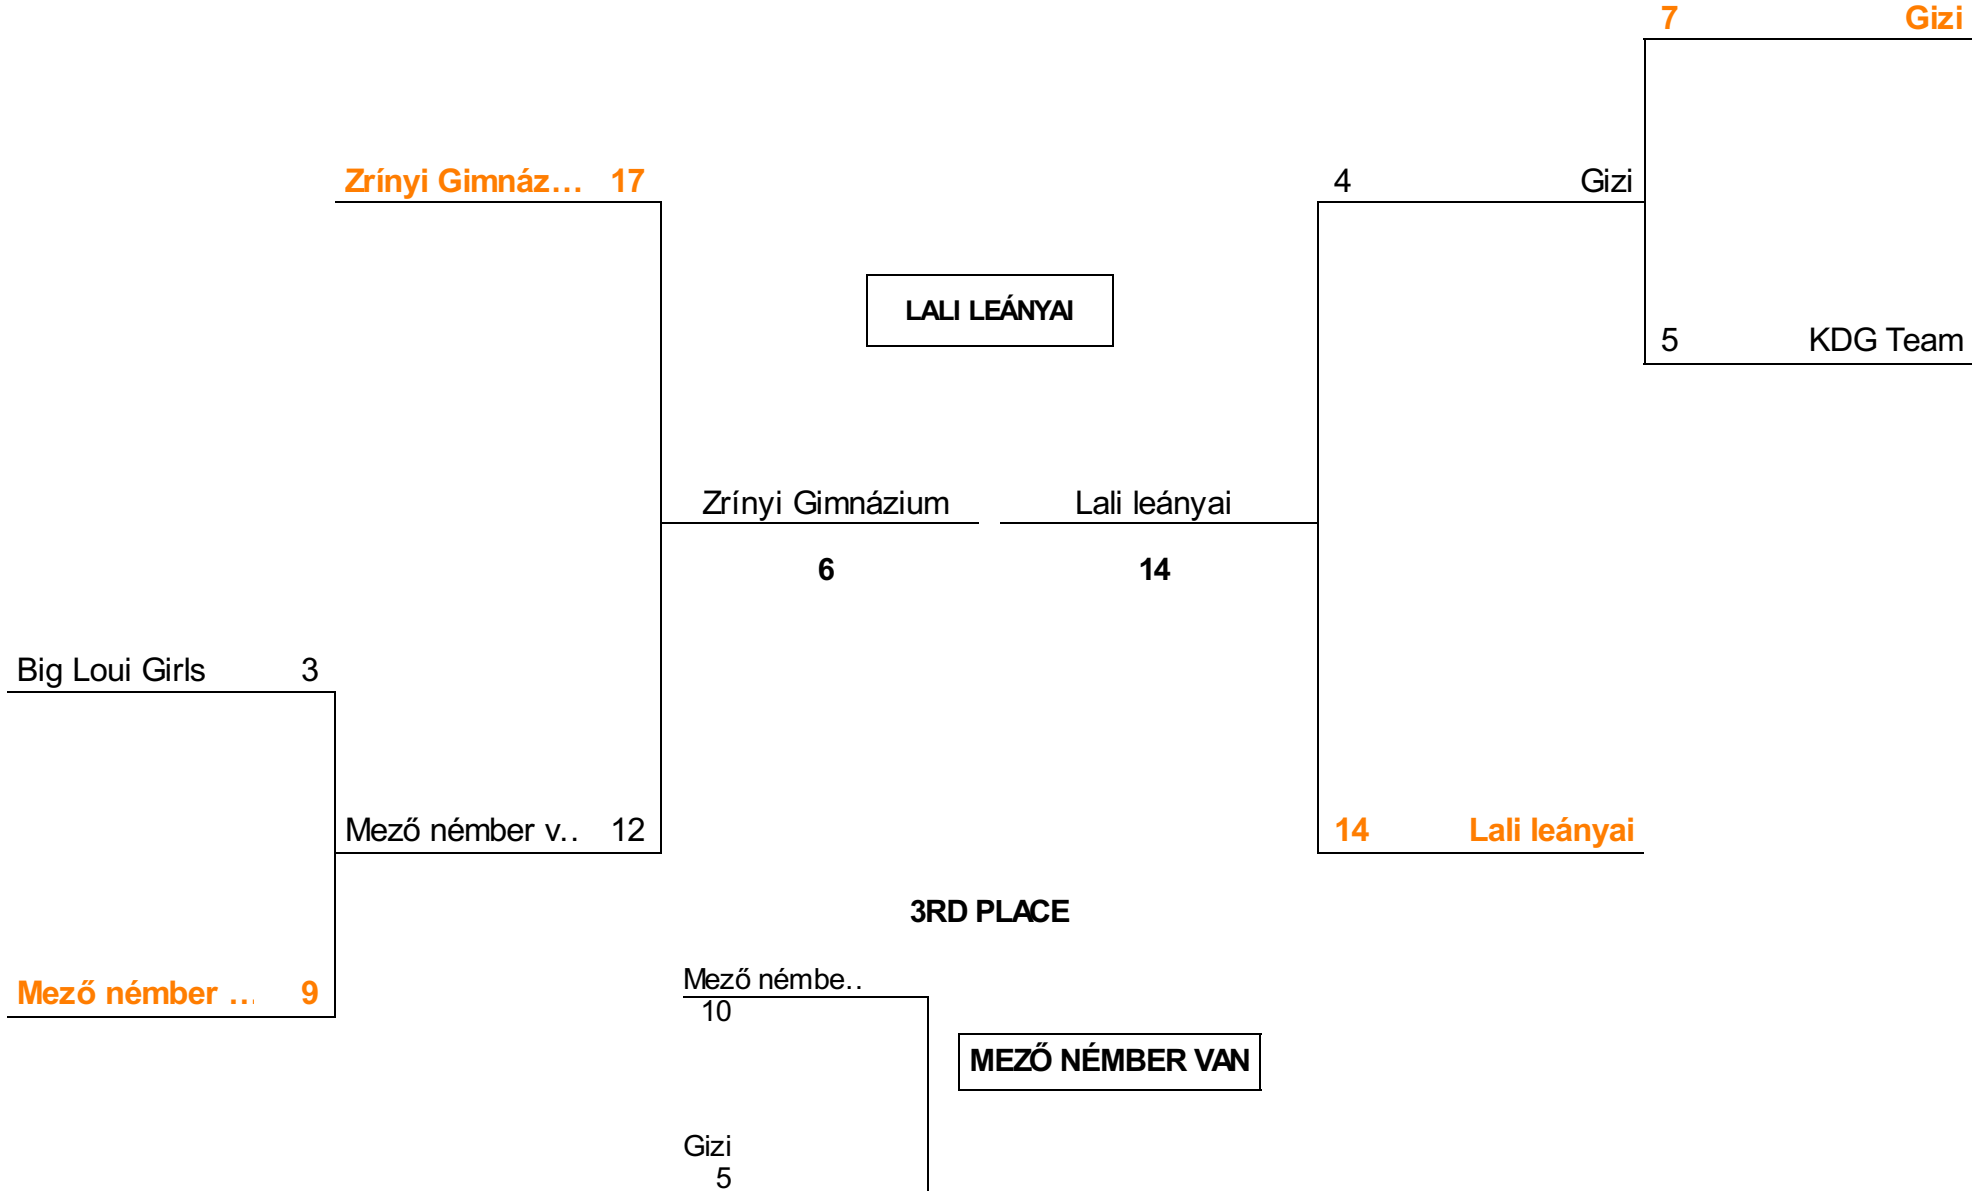 7 Gizi
Zrínyi Gimnáz... 17
4 Gizi
LALI LEÁNYAI
5 KDG Team
Zrínyi Gimnázium Lali leányai
6 14
Big Loui Girls 3
Mező némber v.. 12
14 Lali leányai
3RD PLACE
Mező némber ... 9
Mező némbe..
10
MEZŐ NÉMBER VAN
Gizi
5